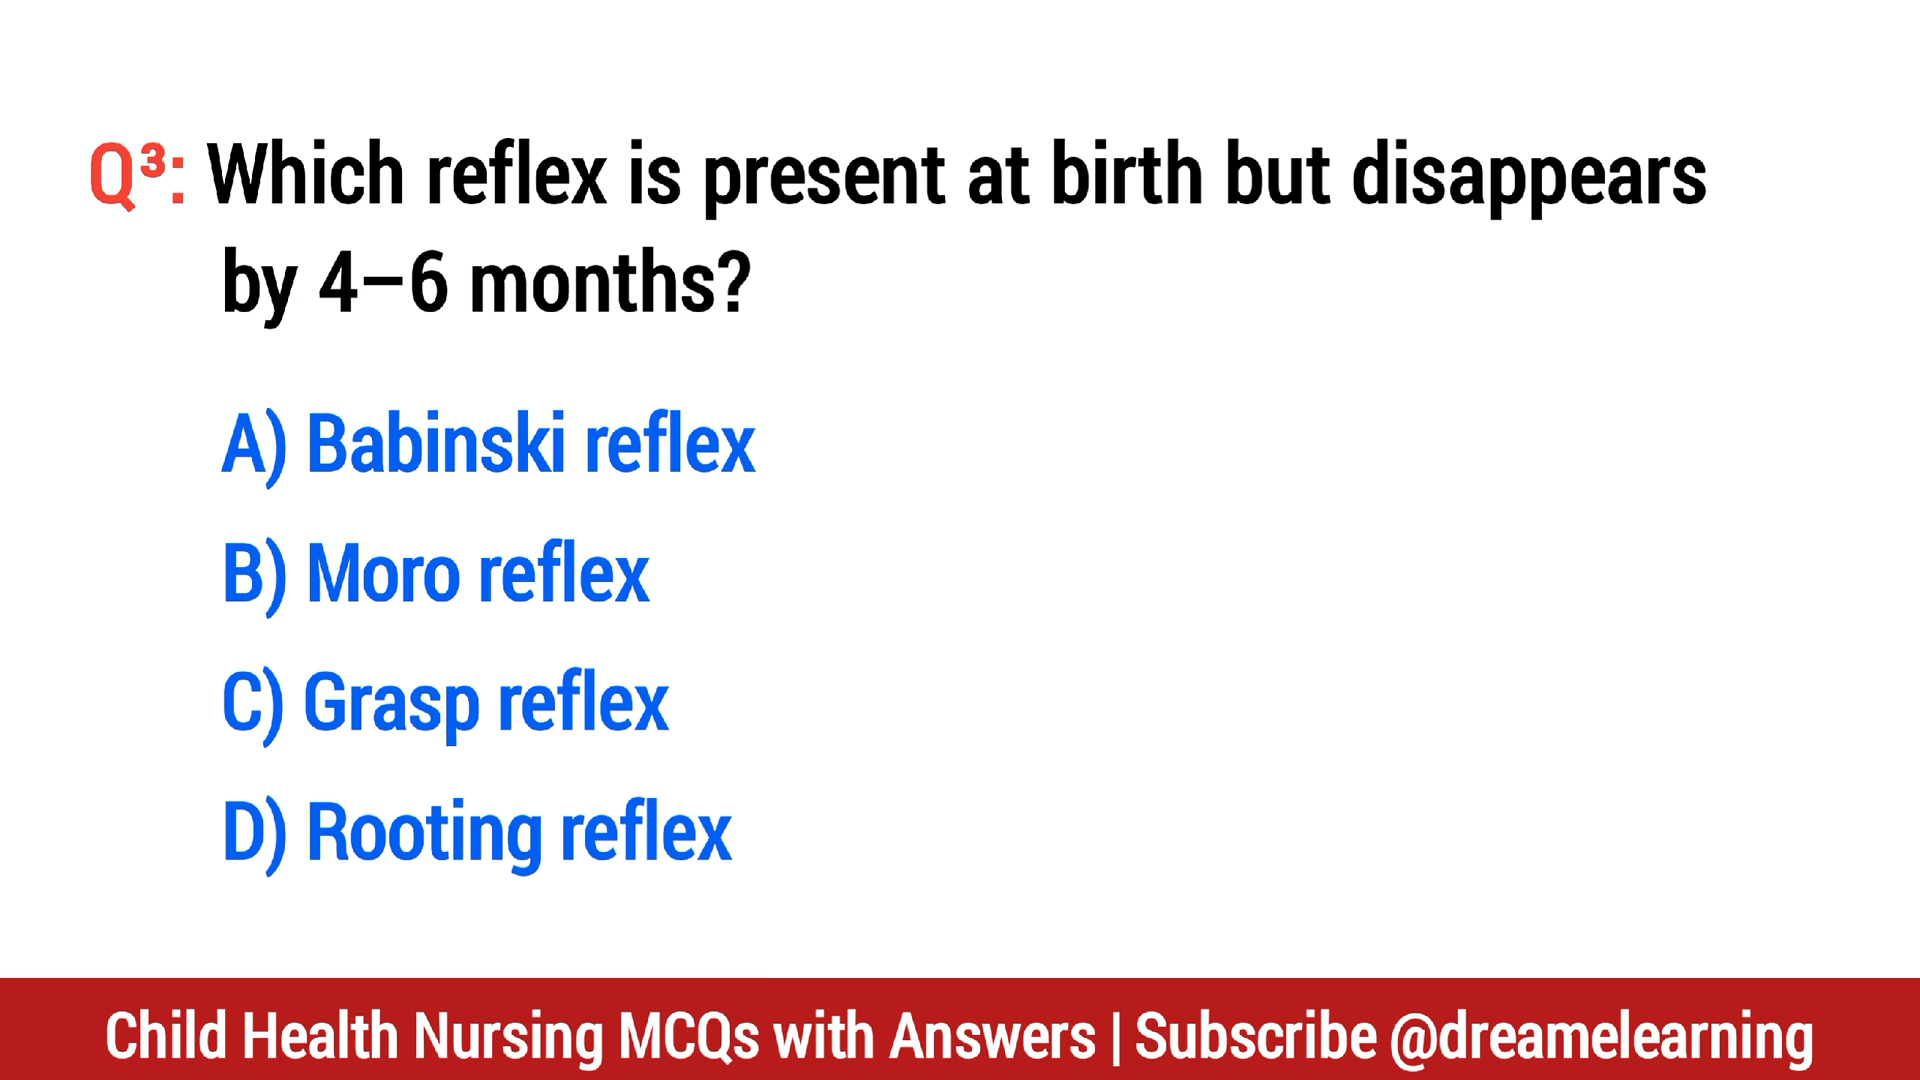 Q³: Which reflex is present at birth but disappears
by 4–6 months?
A) Babinski reflex
B) Moro reflex
C) Grasp reflex
D) Rooting reflex
Child Health Nursing MCQs with Answers | Subscribe @dreamelearning